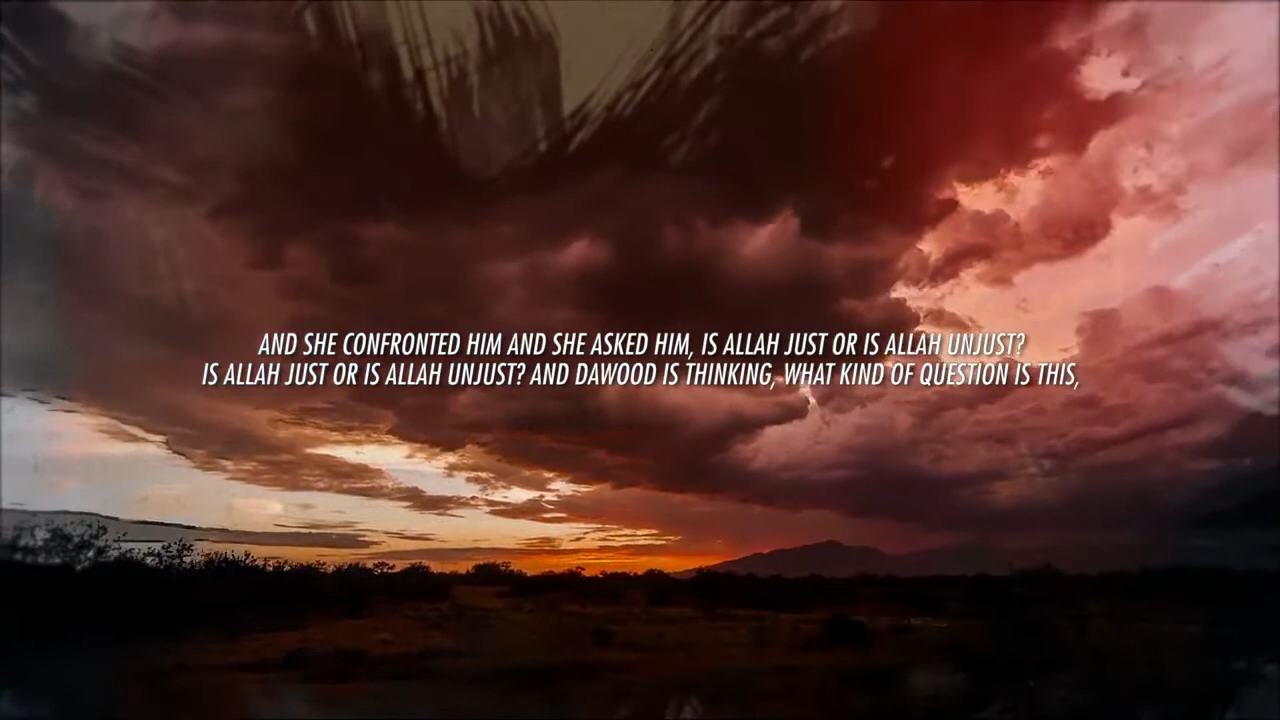 AND SHE CONFRONTED HIM AND SHE ASKED HIM, IS ALLAH JUST OR IS ALLAH UNJUST?
IS ALLAH JUST OR IS ALLAH UNJUST? AND DAWOOD IS THINKING, WHAT KIND OF QUESTION IS THIS,